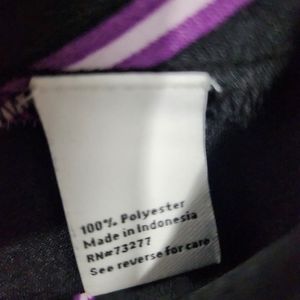 100% Polyester
Made in Indonesia
RN#73277
See reverse for care